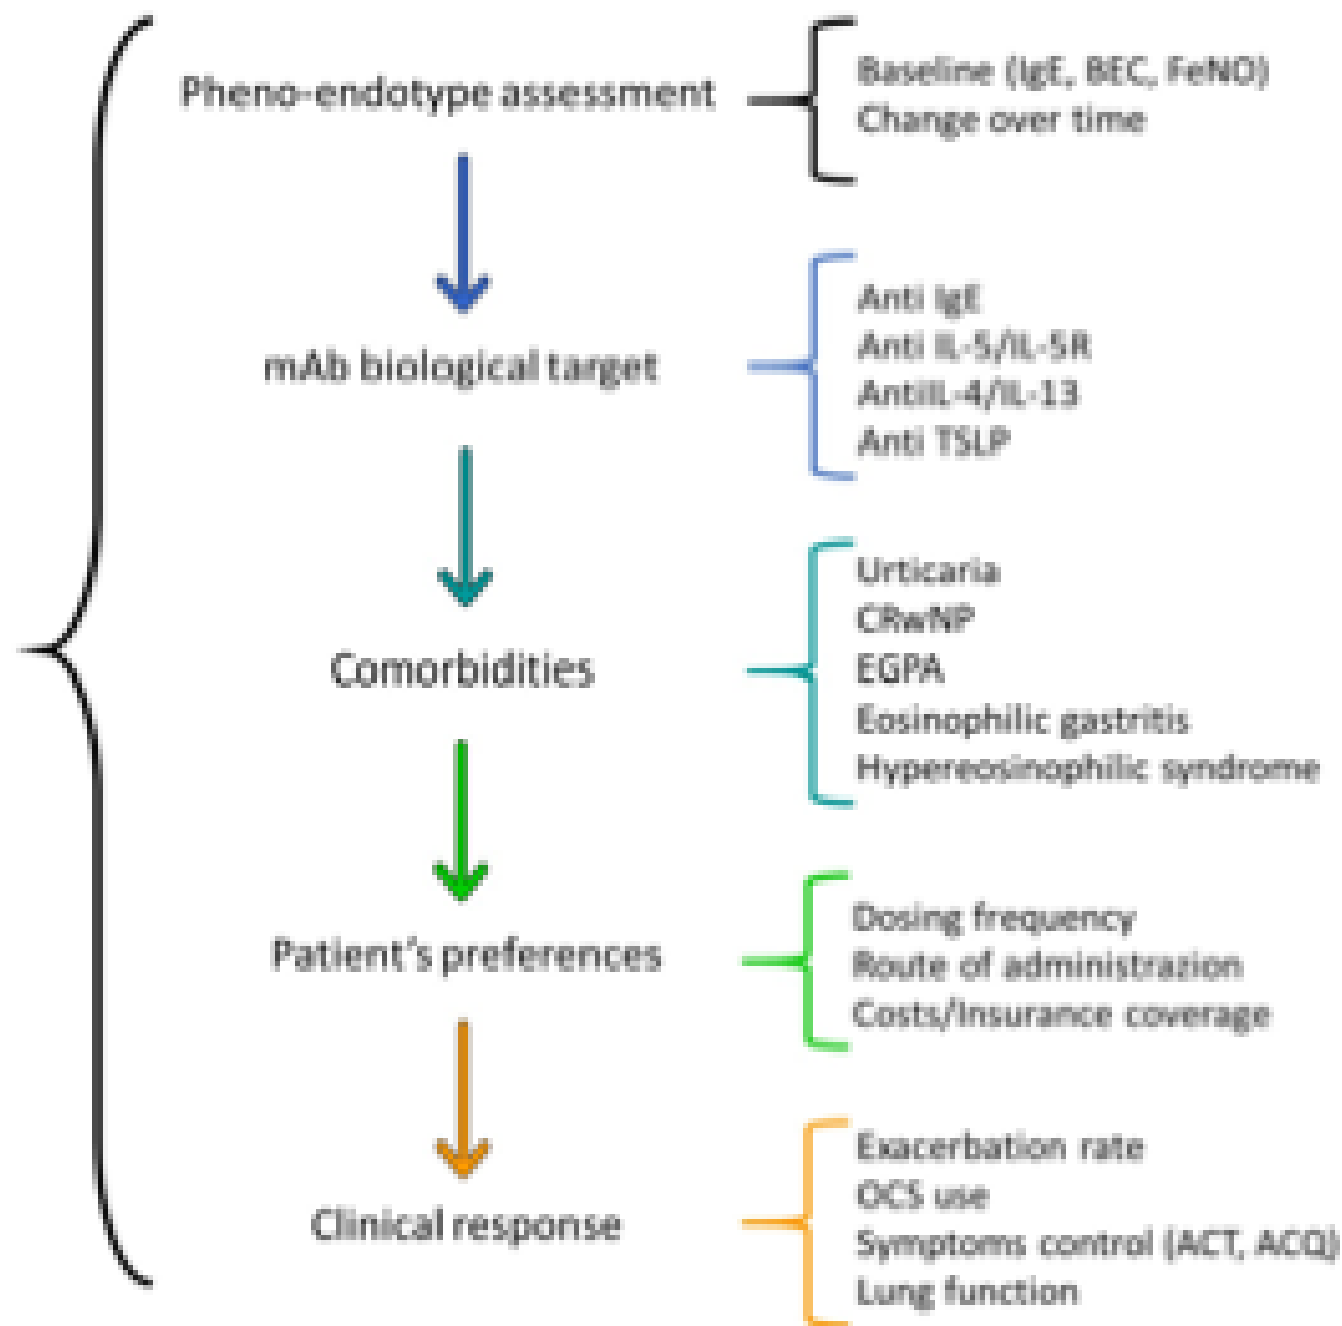 Pheno-endotype assessment
Baseline (IgE, BEC, FeNO)
Change over time
mAb biological target
Anti IgE
Anti IL-5/IL-5R
AntiIL-4/IL-13
Anti TSLP
Comorbidities
Urticaria
CRwNP
EGPA
Eosinophilic gastritis
Hypereosinophilic syndrome
Patient's preferences
Dosing frequency
Route of administrazion
Costs/Insurance coverage
Clinical response
Exacerbation rate
OCS use
Symptoms control (ACT, ACQ)
Lung function